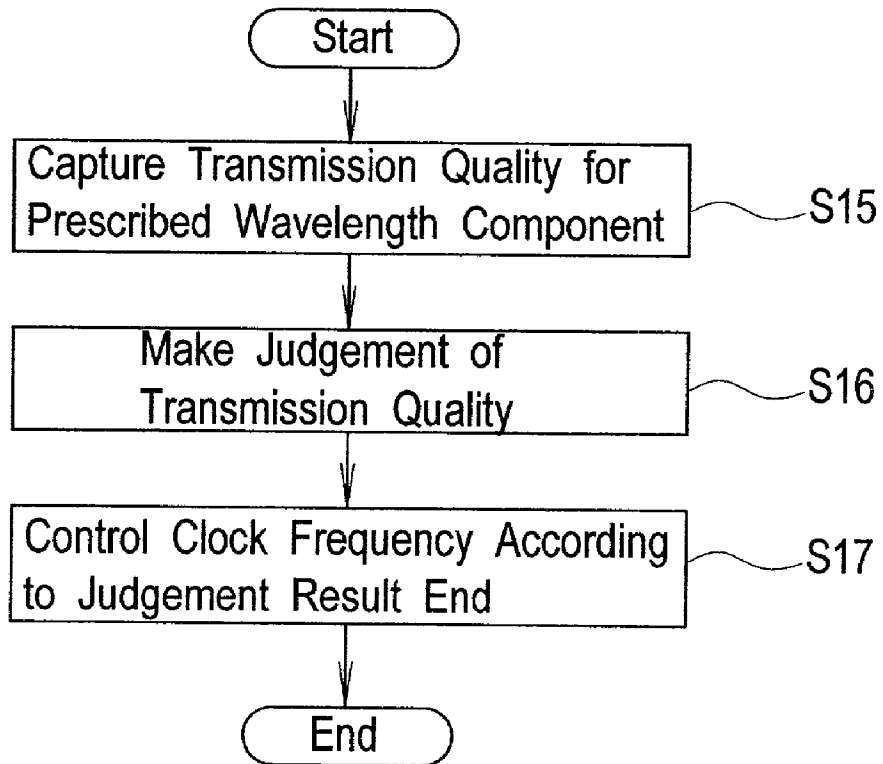 Start
Capture Transmission Quality for
Prescribed Wavelength Component
S15
Make Judgement of
Transmission Quality
S16
Control Clock Frequency According
to Judgement Result End
S17
End